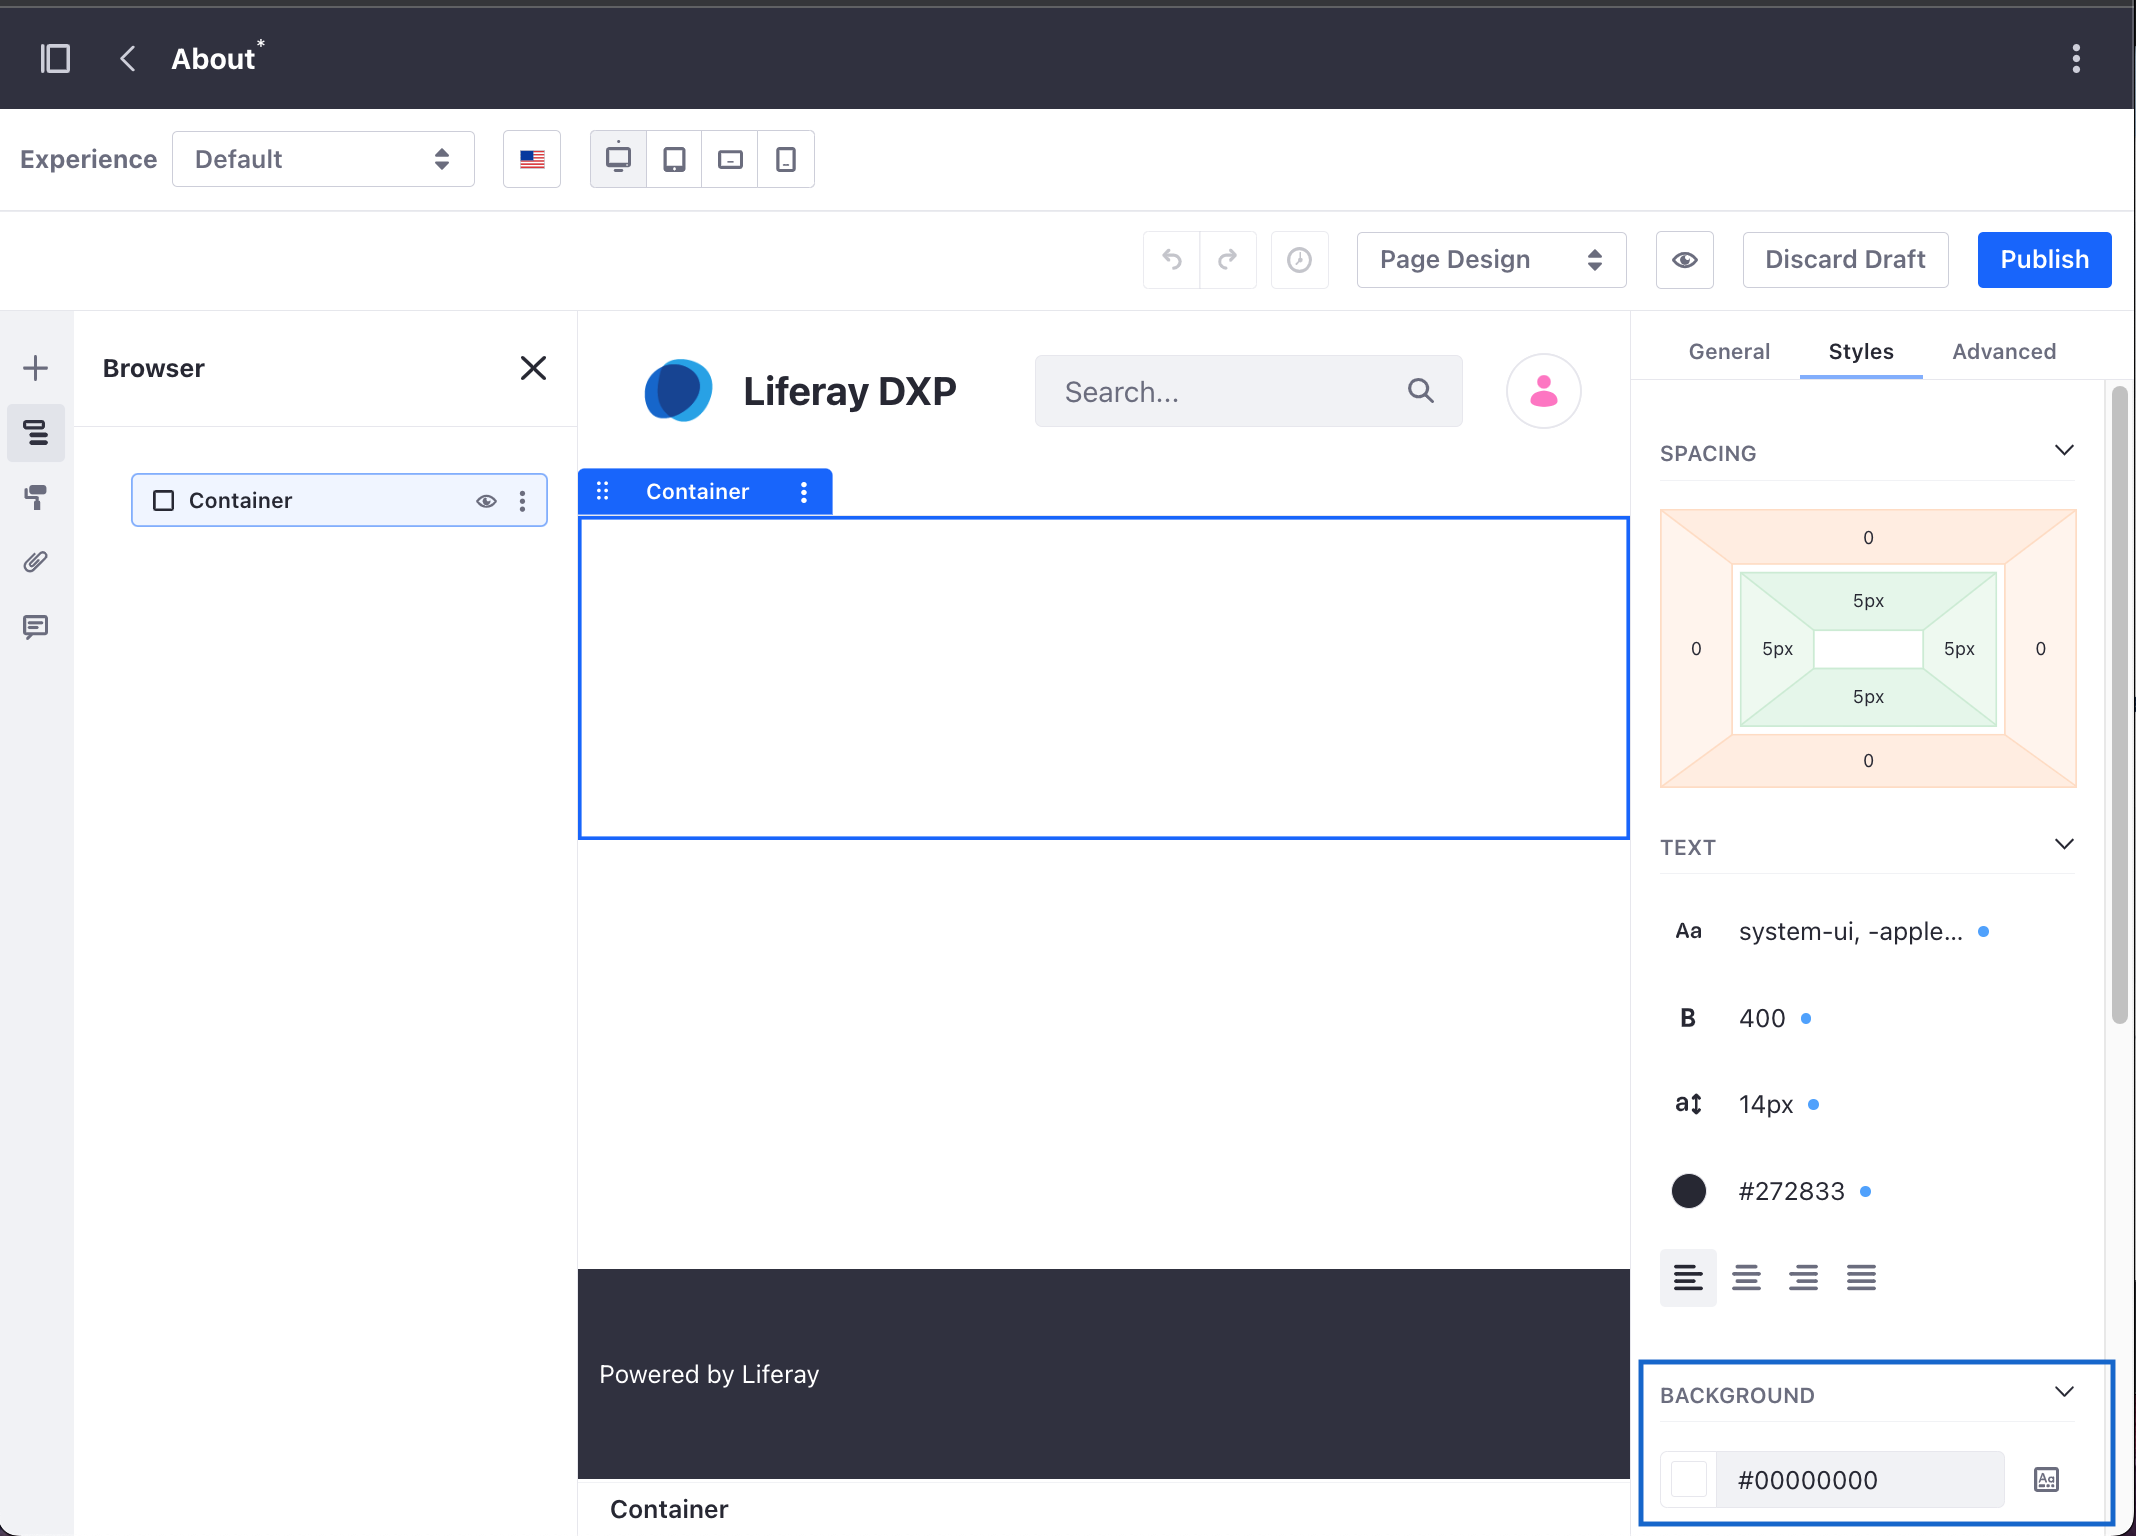 About*
Experience Default
Page Design Discard Draft Publish
Browser
Container
Liferay DXP Search...
Container
Powered by Liferay
Container
General Styles Advanced
SPACING
0
5px
0 5px 5px 0
5px
0
TEXT
Aa system-ui, -apple...
B 400
a 14px
#272833
BACKGROUND
#00000000 Aa